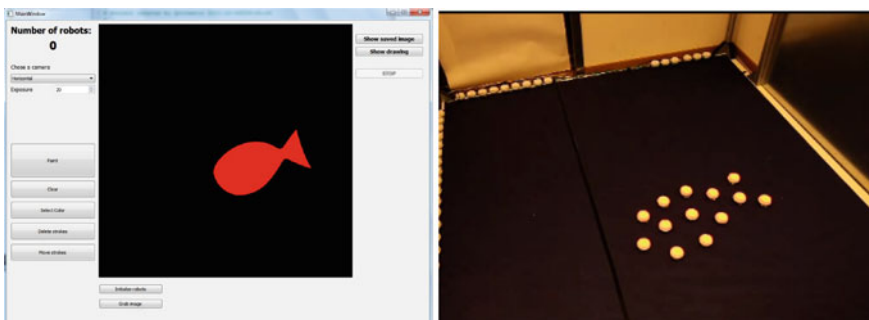 MainWindow
Number of robots:
0
Chose a camera
Horizontal
Exposure 20
Paint
Clear
Select Color
Delete strokes
Move strokes
Show saved image
Show drawing
STOP
Initialize robots
Grab image